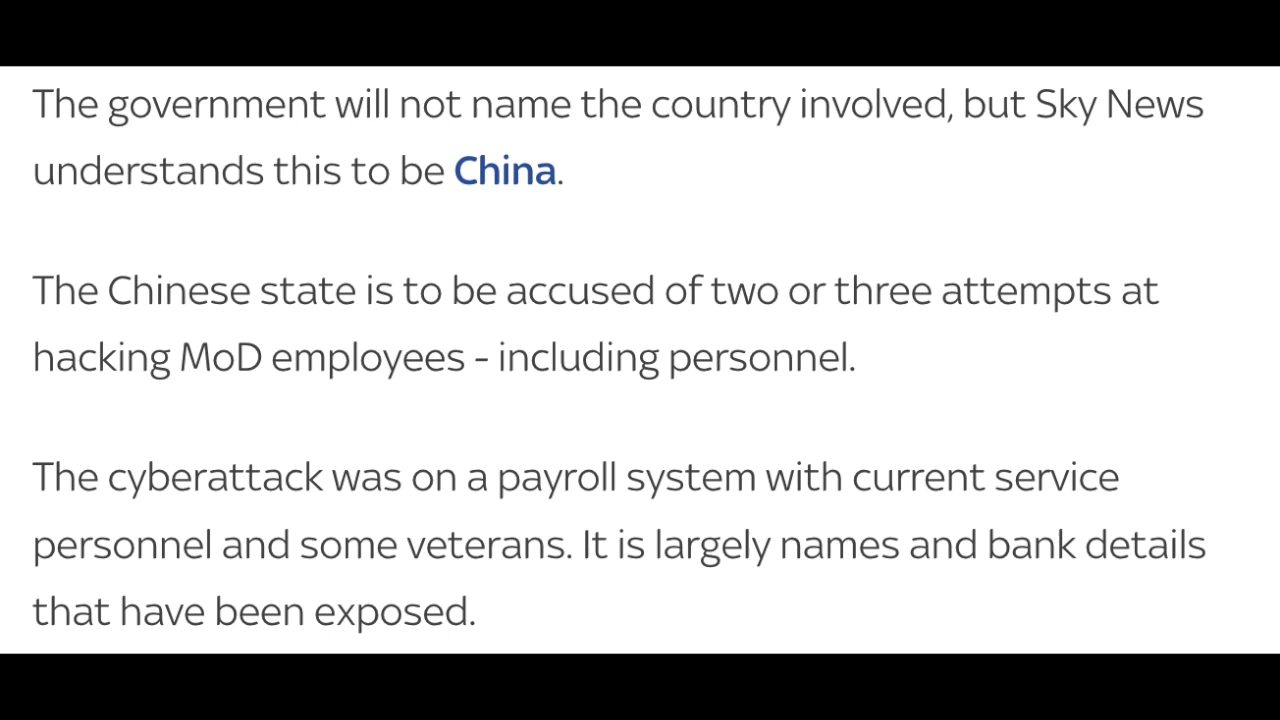 The government will not name the country involved, but Sky News
understands this to be China.
The Chinese state is to be accused of two or three attempts at
hacking MoD employees - including personnel.
The cyberattack was on a payroll system with current service
personnel and some veterans. It is largely names and bank details
that have been exposed.